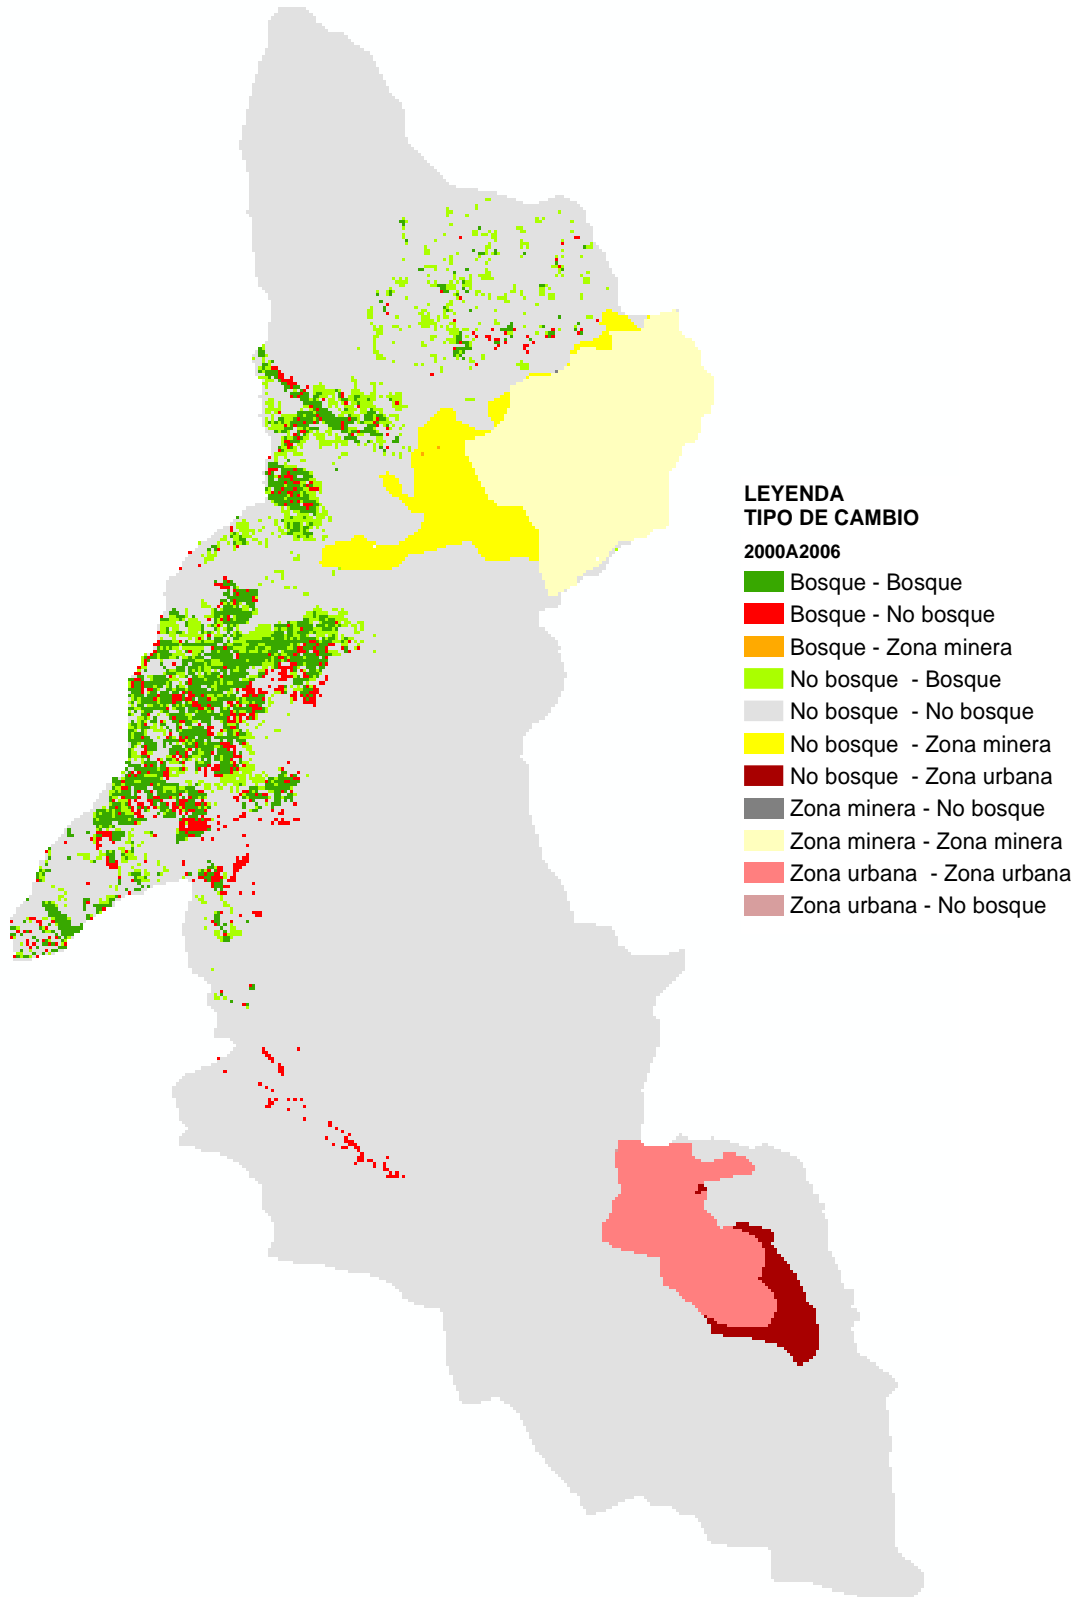 LEYENDA
TIPO DE CAMBIO
2000A2006
Bosque - Bosque
Bosque - No bosque
Bosque - Zona minera
No bosque - Bosque
No bosque - No bosque
No bosque - Zona minera
No bosque - Zona urbana
Zona minera - No bosque
Zona minera - Zona minera
Zona urbana - Zona urbana
Zona urbana - No bosque